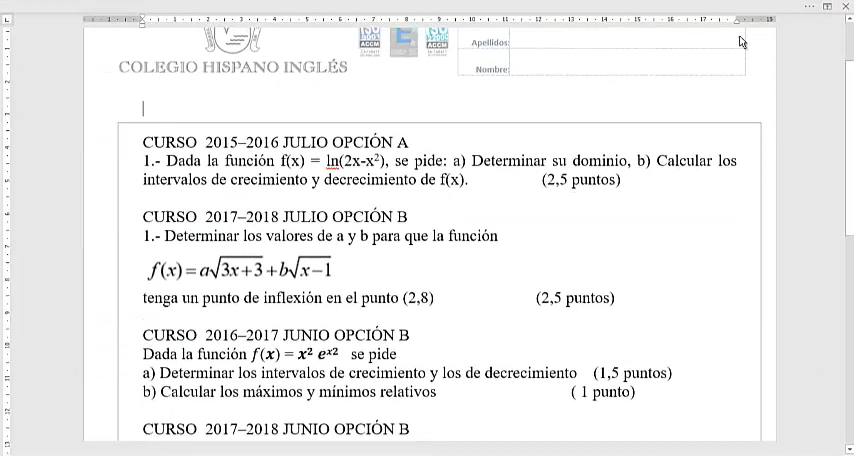 Apellidos:
COLEGIO HISPANO INGLÉS
Nombre:
CURSO 2015–2016 JULIO OPCIÓN A
1.- Dada la función f(x) = ln(2x-x²), se pide: a) Determinar su dominio, b) Calcular los
intervalos de crecimiento y decrecimiento de f(x). (2,5 puntos)
CURSO 2017–2018 JULIO OPCIÓN B
1.- Determinar los valores de a y b para que la función
f(x)=a√(3x+3)+b√(x−1)
tenga un punto de inflexión en el punto (2,8) (2,5 puntos)
CURSO 2016–2017 JUNIO OPCIÓN B
Dada la función f(x) = x² eˣ² se pide
a) Determinar los intervalos de crecimiento y los de decrecimiento (1,5 puntos)
b) Calcular los máximos y mínimos relativos ( 1 punto)
CURSO 2017–2018 JUNIO OPCIÓN B